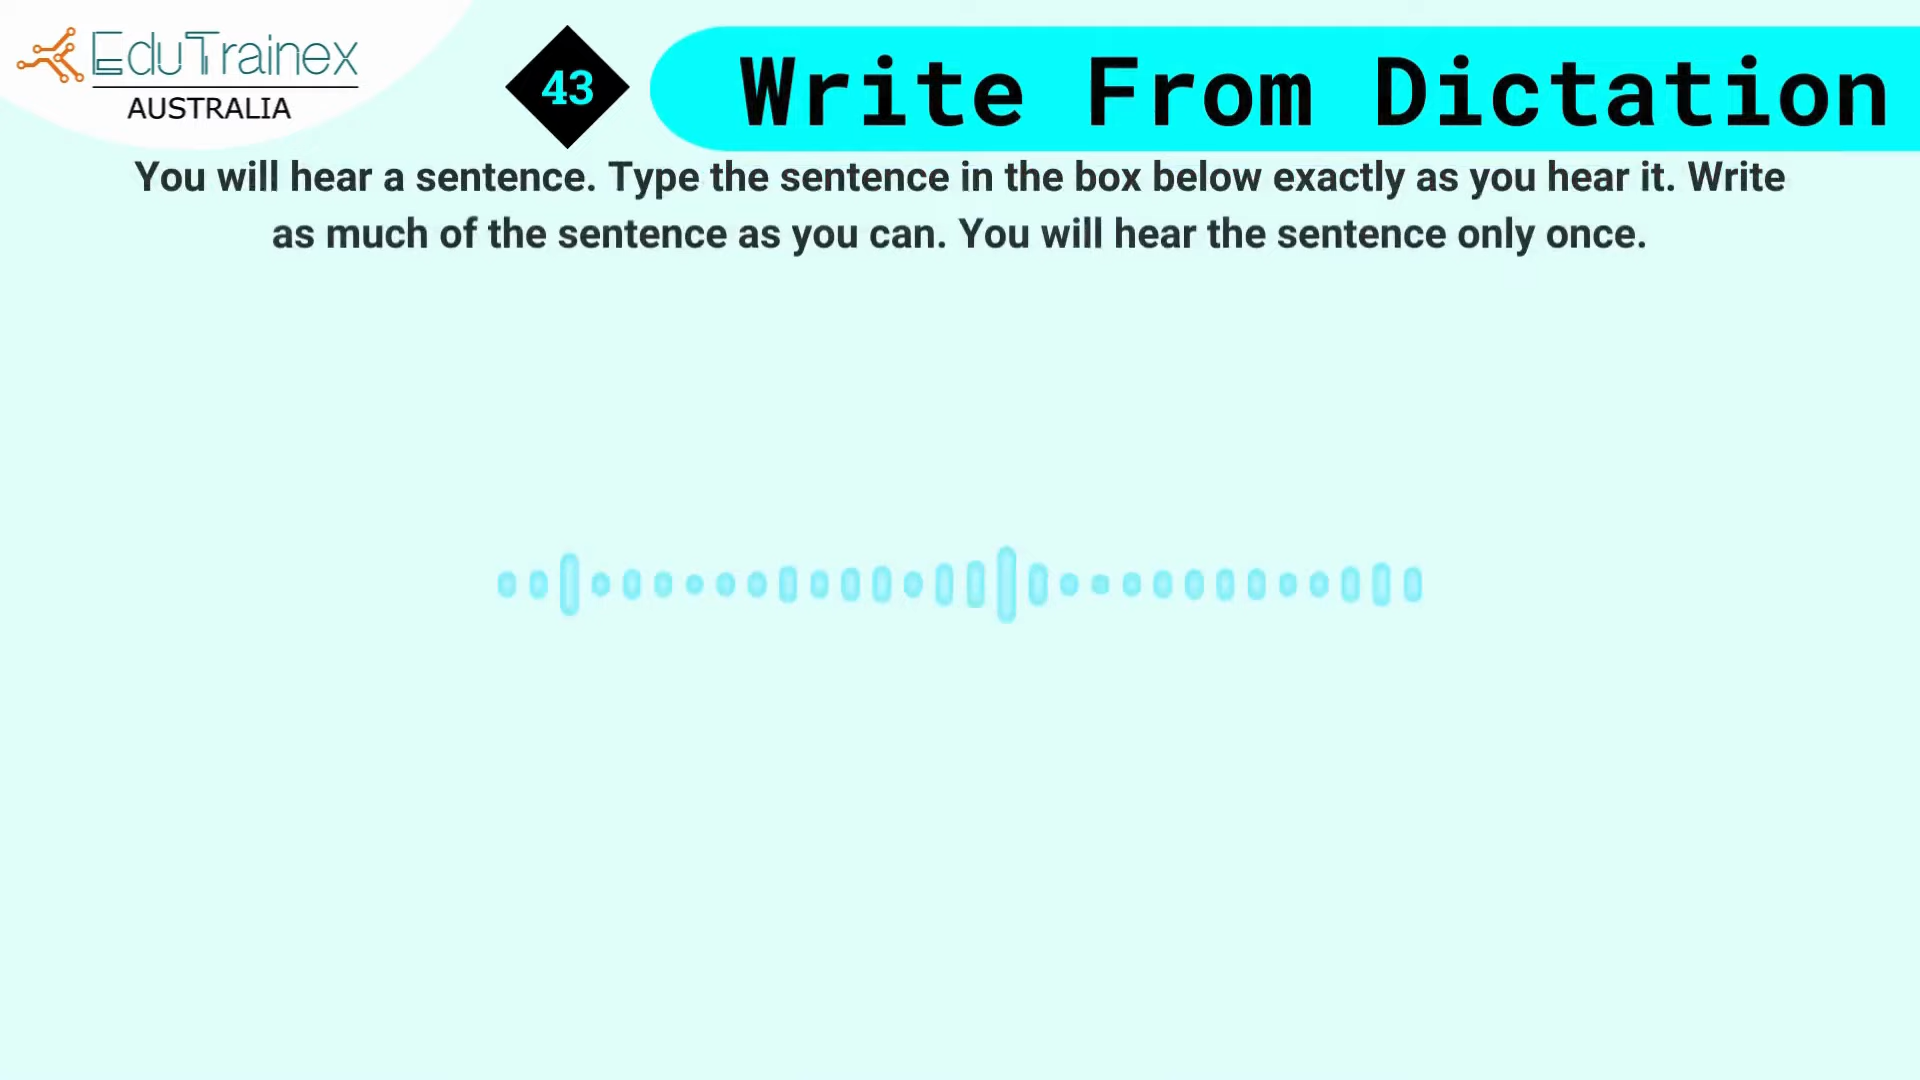 EduTrainex
AUSTRALIA
43
Write From Dictation
You will hear a sentence. Type the sentence in the box below exactly as you hear it. Write
as much of the sentence as you can. You will hear the sentence only once.